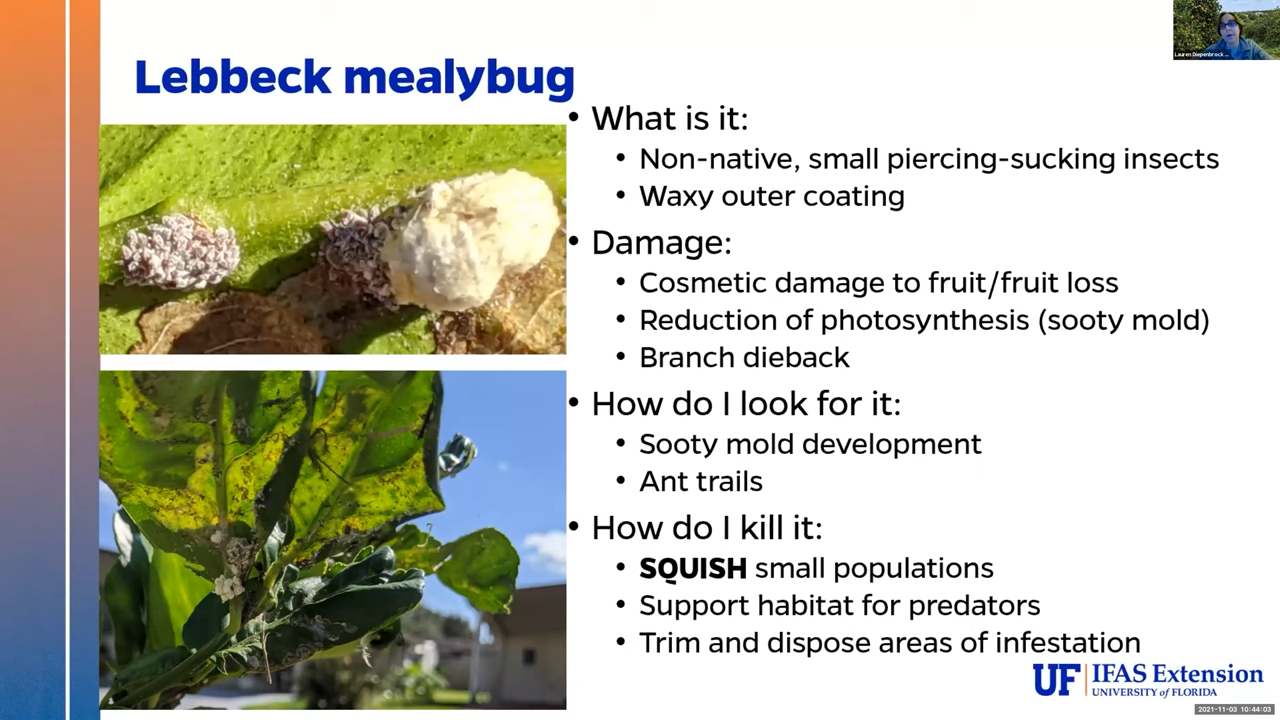 Lauren Diepenbrock ...
Lebbeck mealybug
• What is it:
• Non-native, small piercing-sucking insects
• Waxy outer coating
• Damage:
• Cosmetic damage to fruit/fruit loss
• Reduction of photosynthesis (sooty mold)
• Branch dieback
• How do I look for it:
• Sooty mold development
• Ant trails
• How do I kill it:
• SQUISH small populations
• Support habitat for predators
• Trim and dispose areas of infestation
UF IFAS Extension
UNIVERSITY of FLORIDA
2021-11-03 10:44:03